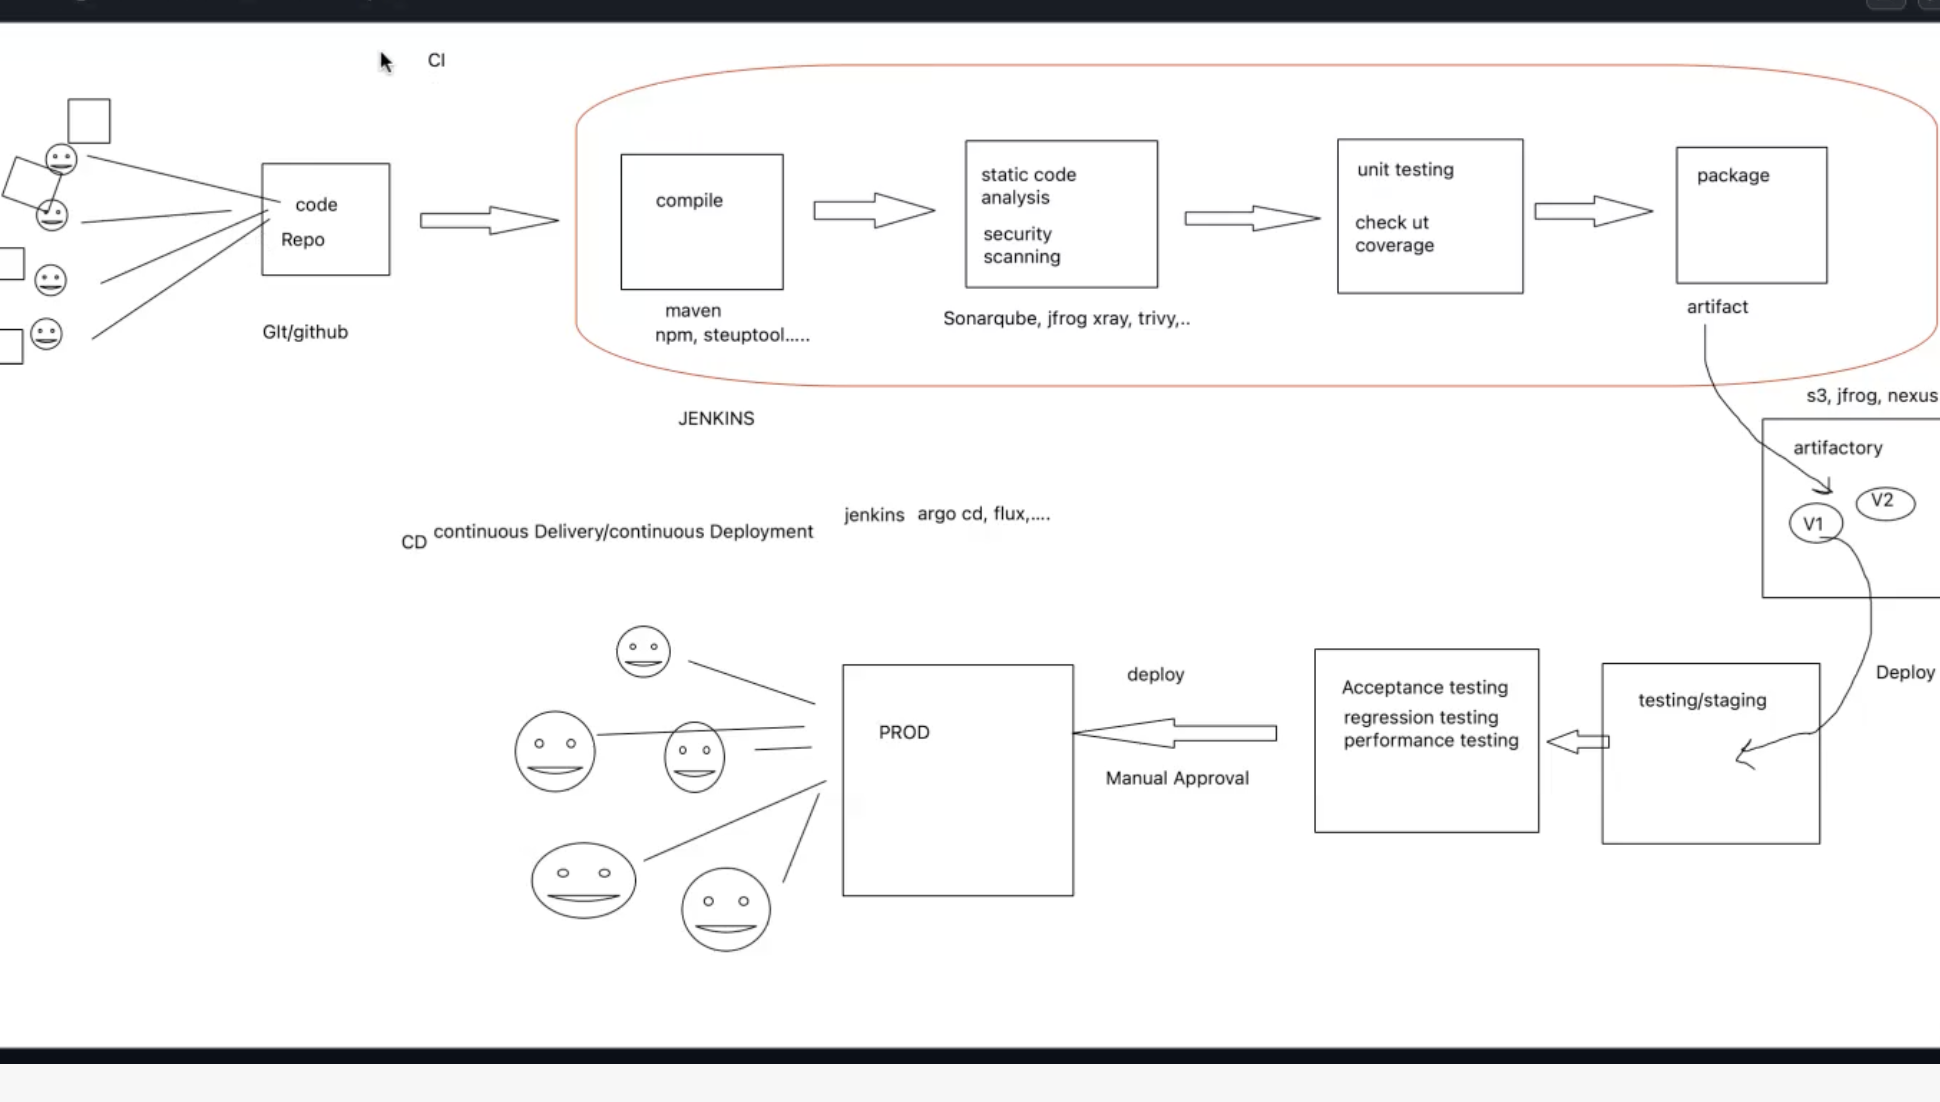 CI
code
Repo
GIt/github
compile
maven
npm, steuptool.....
static code
analysis
security
scanning
Sonarqube, jfrog xray, trivy,..
unit testing
check ut
coverage
package
artifact
JENKINS
s3, jfrog, nexus
artifactory
V1
V2
CD
continuous Delivery/continuous Deployment
jenkins
argo cd, flux,....
Deploy
testing/staging
Acceptance testing
regression testing
performance testing
deploy
Manual Approval
PROD